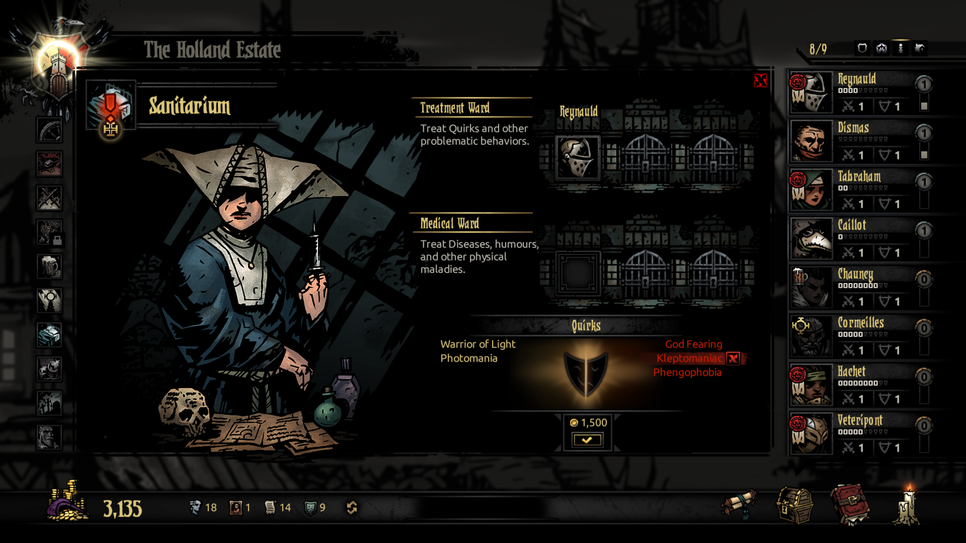 The Holland Estate
8/9
Sanitarium
Treatment Ward
Treat Quirks and other
problematic behaviors.
Reynauld
Medical Ward
Treat Diseases, humours,
and other physical
maladies.
Quirks
Warrior of Light
Photomania
God Fearing
Kleptomaniac
Phengophobia
1,500
Reynauld
1
1 1
Dismas
1
1 1
Tabraham
1
1 1
Caillot
1
1 1
Chauncy
0
1 1
Cormeilles
0
1 1
Hachet
0
1 1
Veteripont
0
1 1
3,135
18
1
14
9